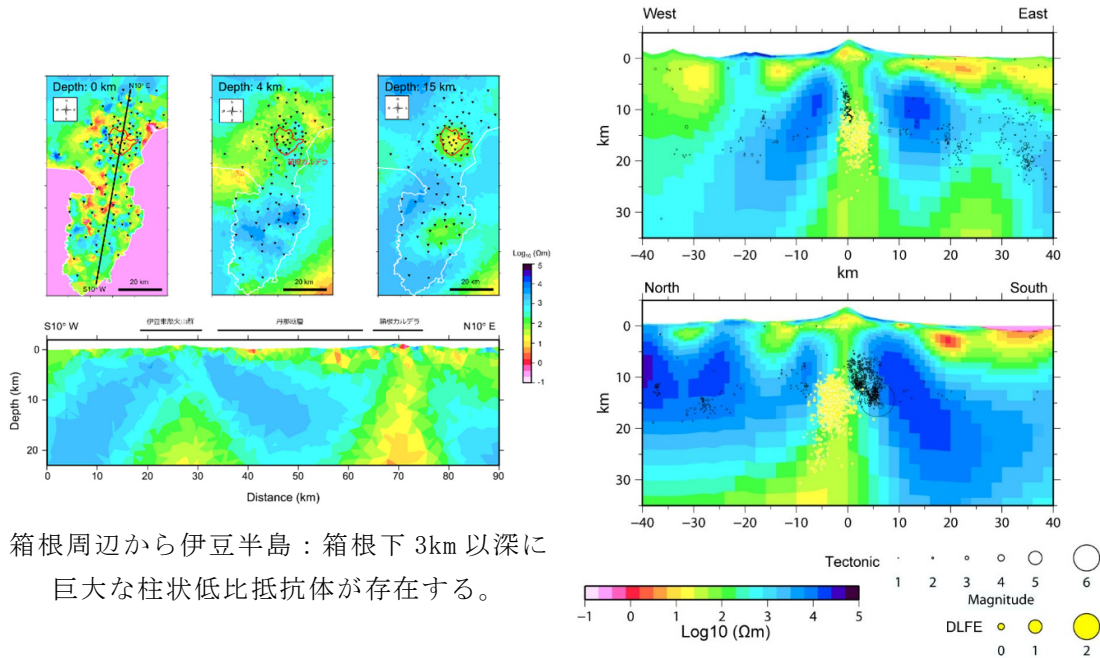 Depth: 0 km
N10° E
S10° W
20 km
Depth: 4 km
箱根カルデラ
20 km
Depth: 15 km
20 km
Log₁₀ (Ωm)
5
4
3
2
1
0
-1
S10° W
伊豆東部火山群
丹那断層
箱根カルデラ
N10° E
Depth (km)
0
10
20
0 10 20 30 40 50 60 70 80 90
Distance (km)
箱根周辺から伊豆半島：箱根下 3km 以深に
巨大な柱状低比抵抗体が存在する。
West East
km
0
10
20
30
−40 −30 −20 −10 0 10 20 30 40
km
North South
km
0
10
20
30
−40 −30 −20 −10 0 10 20 30 40
−1 0 1 2 3 4 5
Log10 (Ωm)
Tectonic
1 2 3 4 5 6
Magnitude
DLFE
0 1 2